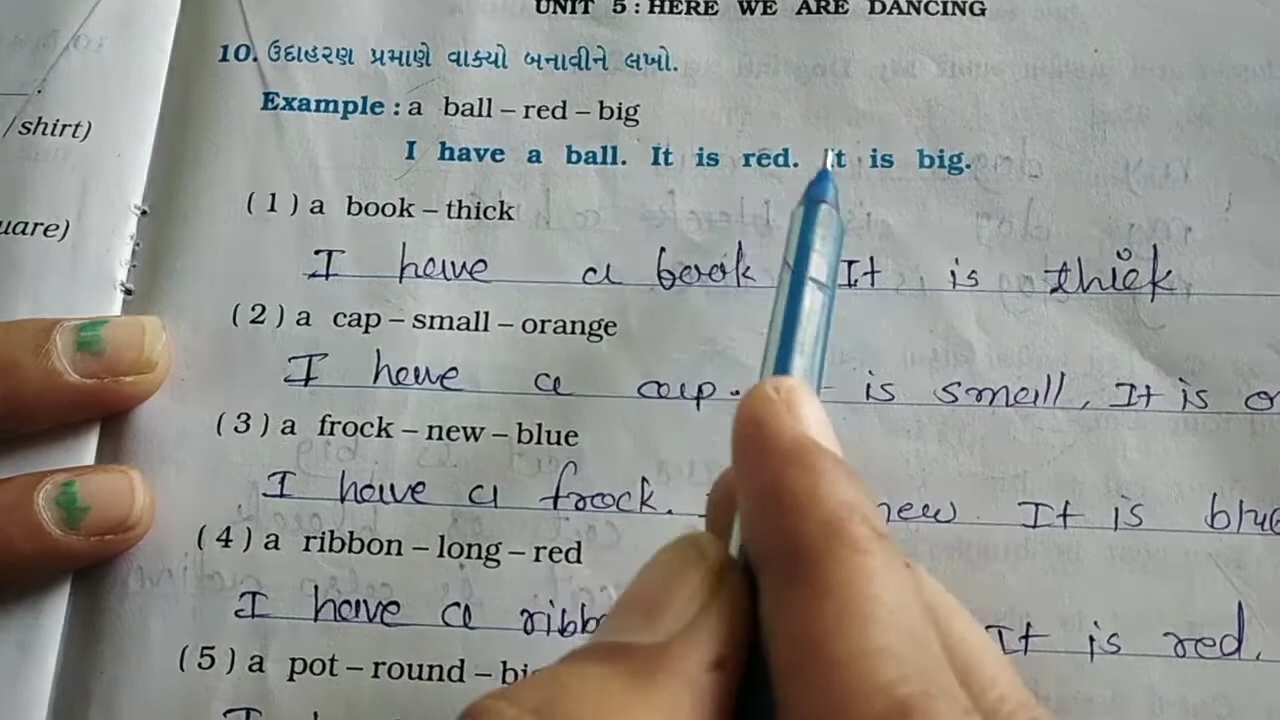 UNIT 5 : HERE WE ARE DANCING
10. ઉદાહરણ પ્રમાણે વાક્યો બનાવીને લખો.
/shirt)
Example : a ball – red – big
I have a ball. It is red. It is big.
(1) a book – thick
uare)
I have a book It is thick
(2) a cap – small – orange
I have a cap. is small, It is
(3) a frock – new – blue
I have a frock. new. It is blue
(4) a ribbon – long – red
I have a It is red.
(5) a pot – round –
I